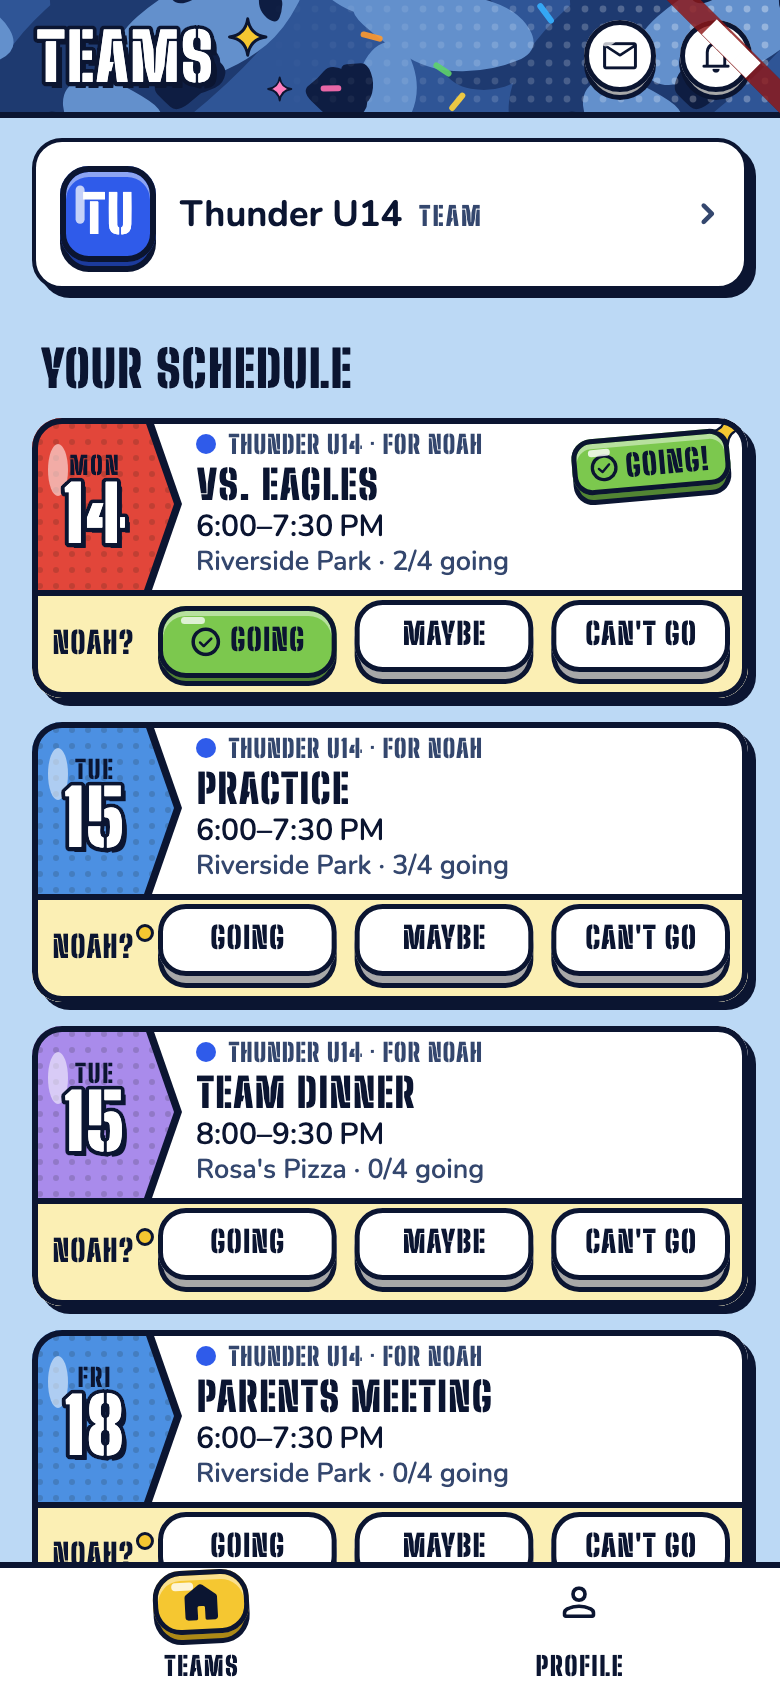 TEAMS
TU
Thunder U14 TEAM
YOUR SCHEDULE
MON
14
THUNDER U14 · FOR NOAH
VS. EAGLES
6:00–7:30 PM
Riverside Park · 2/4 going
GOING!
NOAH?
GOING
MAYBE
CAN'T GO
TUE
15
THUNDER U14 · FOR NOAH
PRACTICE
6:00–7:30 PM
Riverside Park · 3/4 going
NOAH?
GOING
MAYBE
CAN'T GO
TUE
15
THUNDER U14 · FOR NOAH
TEAM DINNER
8:00–9:30 PM
Rosa's Pizza · 0/4 going
NOAH?
GOING
MAYBE
CAN'T GO
FRI
18
THUNDER U14 · FOR NOAH
PARENTS MEETING
6:00–7:30 PM
Riverside Park · 0/4 going
NOAH?
GOING
MAYBE
CAN'T GO
TEAMS
PROFILE